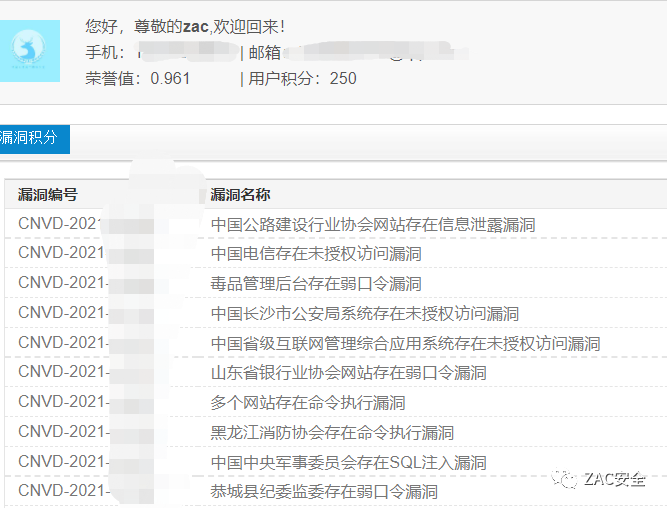 您好，尊敬的zac,欢迎回来！
手机： | 邮箱
荣誉值：0.961 | 用户积分：250
漏洞积分
漏洞编号 漏洞名称
CNVD-2021 中国公路建设行业协会网站存在信息泄露漏洞
CNVD-2021- 中国电信存在未授权访问漏洞
CNVD-2021- 毒品管理后台存在弱口令漏洞
CNVD-2021- 中国长沙市公安局系统存在未授权访问漏洞
CNVD-2021- 中国省级互联网管理综合应用系统存在未授权访问漏洞
CNVD-2021- 山东省银行业协会网站存在弱口令漏洞
CNVD-2021- 多个网站存在命令执行漏洞
CNVD-2021- 黑龙江消防协会存在命令执行漏洞
CNVD-2021- 中国中央军事委员会存在SQL注入漏洞
CNVD-2021- 恭城县纪委监委存在弱口令漏洞
ZAC安全